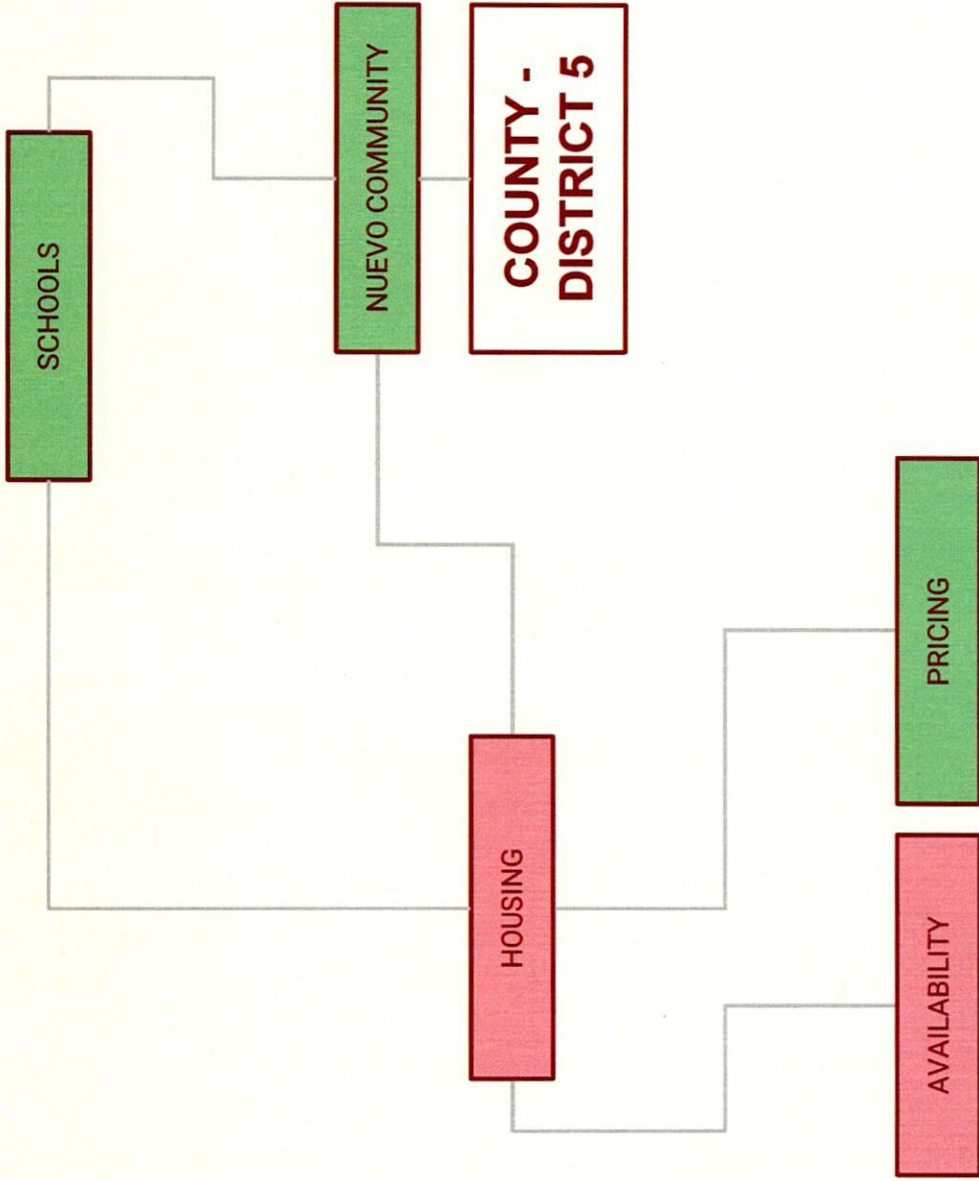 SCHOOLS
NUEVO COMMUNITY
COUNTY -
DISTRICT 5
HOUSING
PRICING
AVAILABILITY